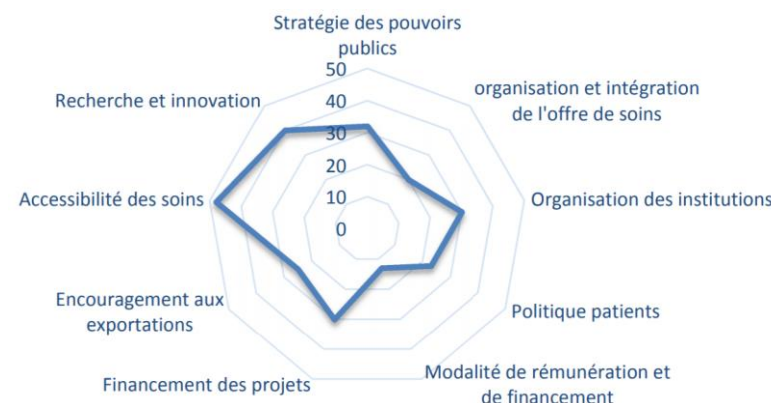 Stratégie des pouvoirs
publics
organisation et intégration
de l'offre de soins
Organisation des institutions
Politique patients
Modalité de rémunération et
de financement
Financement des projets
Encouragement aux
exportations
Accessibilité des soins
Recherche et innovation
50
40
30
20
10
0